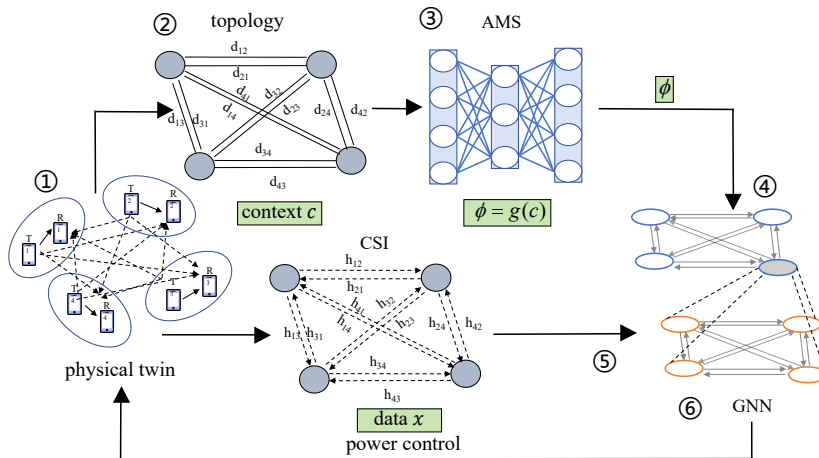 ②
topology
③
AMS
d₁₂
d₂₁
d₃₂
d₂₃
d₄₁
d₁₄
d₂₄
d₄₂
d₁₃
d₃₁
d₃₄
d₄₃
context c
ϕ
ϕ = g(c)
①
T
1
R
1
T
2
R
2
T
3
R
3
T
4
R
4
physical twin
CSI
h₁₂
h₂₁
h₃₂
h₂₃
h₄₁
h₁₄
h₂₄
h₄₂
h₁₃
h₃₁
h₃₄
h₄₃
data x
power control
④
⑤
⑥
GNN